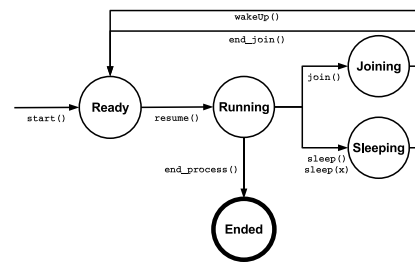 wakeUp()
end_join()
Joining
join()
Ready
Running
start()
resume()
Sleeping
sleep()
sleep(x)
end_process()
Ended